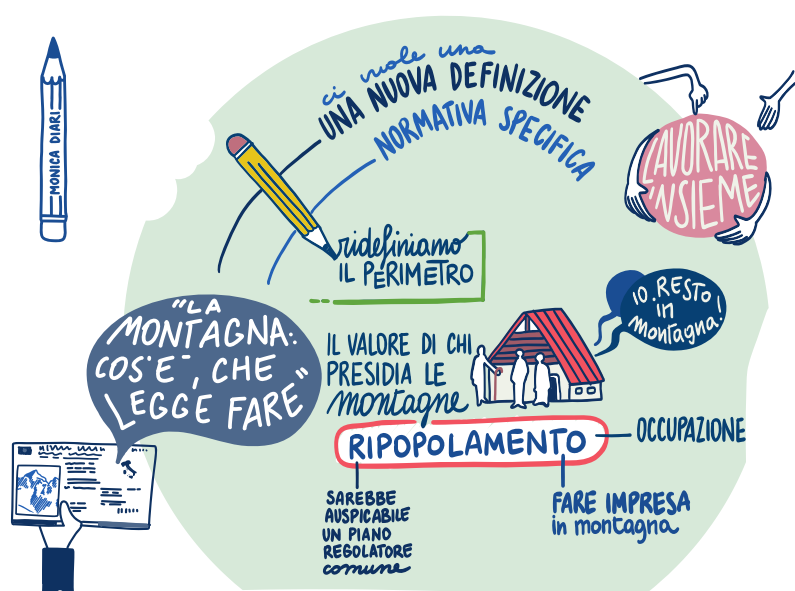 MONICA DIARI
ci vuole una
UNA NUOVA DEFINIZIONE
NORMATIVA SPECIFICA
LAVORARE
INSIEME
ridefiniamo
IL PERIMETRO
IO.RESTO
in
montagna!
"LA
MONTAGNA:
COS'E', CHE
LEGGE FARE"
IL VALORE DI CHI
PRESIDIA LE
montagne
RIPOPOLAMENTO
OCCUPAZIONE
SAREBBE
AUSPICABILE
UN PIANO
REGOLATORE
comune
FARE IMPRESA
in montagna